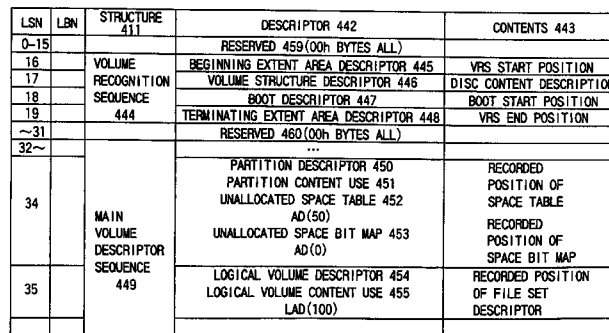 LSN LBN STRUCTURE 411 DESCRIPTOR 442 CONTENTS 443
0-15 RESERVED 459(00h BYTES ALL)
16 BEGINNING EXTENT AREA DESCRIPTOR 445 VRS START POSITION
17 VOLUME STRUCTURE DESCRIPTOR 446 DISC CONTENT DESCRIPTION
18 BOOT DESCRIPTOR 447 BOOT START POSITION
19 TERMINATING EXTENT AREA DESCRIPTOR 448 VRS END POSITION
VOLUME
RECOGNITION
SEQUENCE
444
~31 RESERVED 460(00h BYTES ALL)
32~ ...
34
PARTITION DESCRIPTOR 450
PARTITION CONTENT USE 451
UNALLOCATED SPACE TABLE 452
AD(50)
UNALLOCATED SPACE BIT MAP 453
AD(0)
RECORDED
POSITION OF
SPACE TABLE
RECORDED
POSITION OF
SPACE BIT MAP
MAIN
VOLUME
DESCRIPTOR
SEQUENCE
449
35
LOGICAL VOLUME DESCRIPTOR 454
LOGICAL VOLUME CONTENT USE 455
LAD(100)
RECORDED POSITION
OF FILE SET
DESCRIPTOR